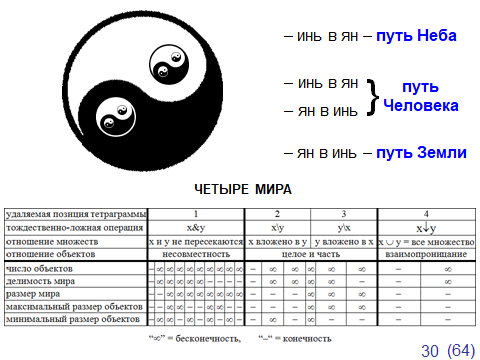 – инь в ян – путь Неба
– инь в ян
– ян в инь
} путь
Человека
– ян в инь – путь Земли
ЧЕТЫРЕ МИРА
удаляемая позиция тетраграммы 1 2 3 4
тождественно-ложная операция x&y x\y y\x x↓y
отношение множеств x и y не пересекаются x вложено в y y вложено в x x ∪ y = все множество
отношение объектов несовместность целое и часть взаимопроницание
число объектов – ∞
делимость мира – ∞
размер мира – ∞
максимальный размер объектов – ∞
минимальный размер объектов – ∞
“∞” = бесконечность, “–“ = конечность
30 (64)